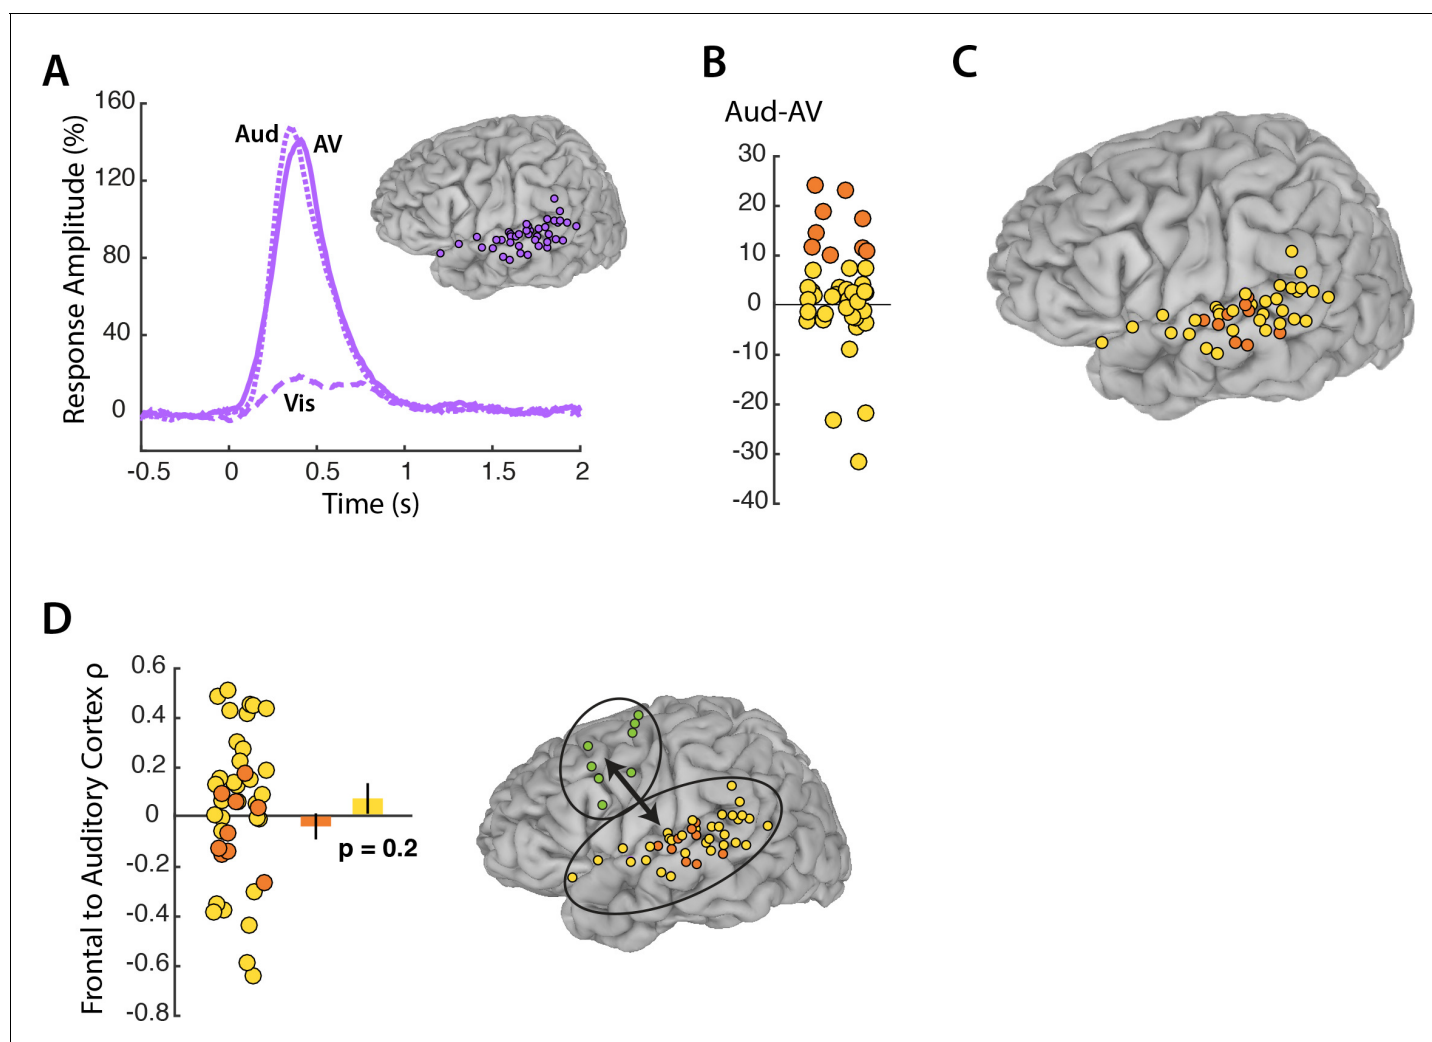 A
Response Amplitude (%)
160
120
80
40
0
Aud
AV
Vis
-0.5
0
0.5
1
1.5
2
Time (s)
B
Aud-AV
30
20
10
0
-10
-20
-30
-40
C
D
Frontal to Auditory Cortex ρ
0.6
0.4
0.2
0
-0.2
-0.4
-0.6
-0.8
p = 0.2